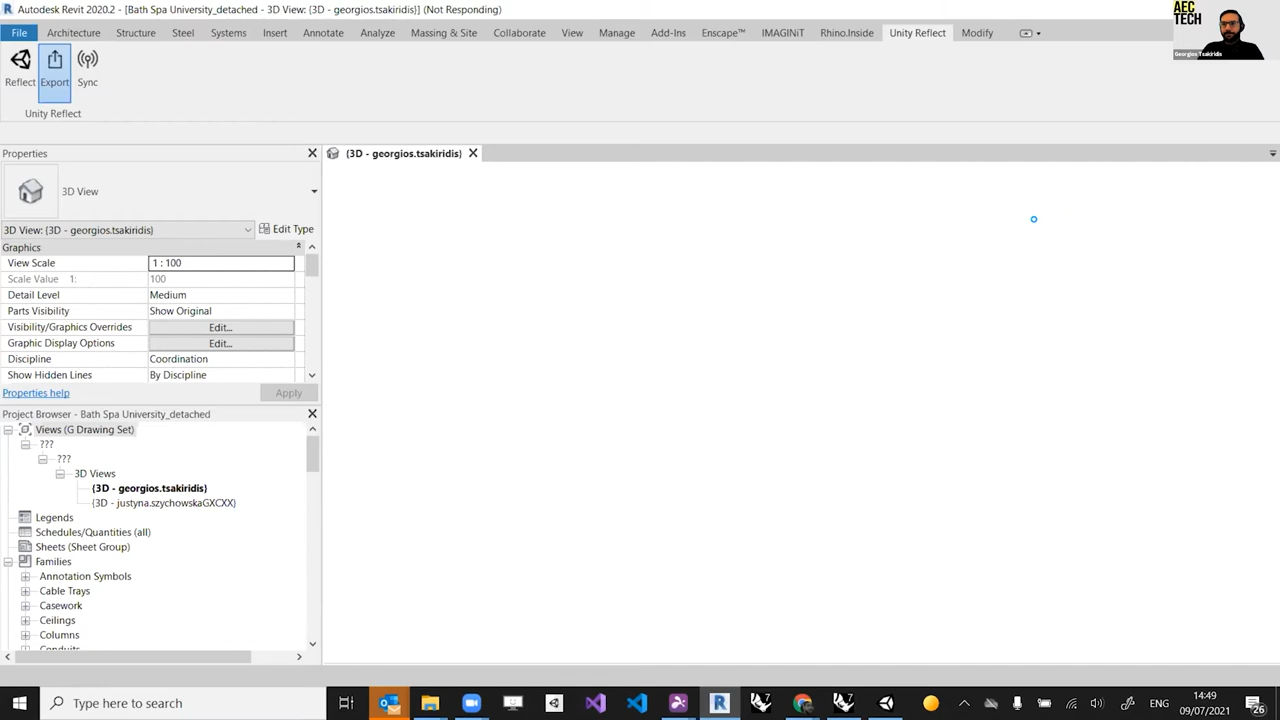 Autodesk Revit 2020.2 - [Bath Spa University_detached - 3D View: {3D - georgios.tsakiridis}] (Not Responding)
AEC
TECH
Georgios Tsakiridis
File Architecture Structure Steel Systems Insert Annotate Analyze Massing & Site Collaborate View Manage Add-Ins Enscape™ IMAGINiT Rhino.Inside Unity Reflect Modify
Reflect Export Sync
Unity Reflect
Properties
{3D - georgios.tsakiridis}
3D View
3D View: {3D - georgios.tsakiridis} Edit Type
Graphics
View Scale 1 : 100
Scale Value 1: 100
Detail Level Medium
Parts Visibility Show Original
Visibility/Graphics Overrides Edit...
Graphic Display Options Edit...
Discipline Coordination
Show Hidden Lines By Discipline
Properties help Apply
Project Browser - Bath Spa University_detached
Views (G Drawing Set)
???
???
3D Views
{3D - georgios.tsakiridis}
{3D - justyna.szychowskaGXCXX}
Legends
Schedules/Quantities (all)
Sheets (Sheet Group)
Families
Annotation Symbols
Cable Trays
Casework
Ceilings
Columns
Conduits
Type here to search
ENG
14:49
09/07/2021
26